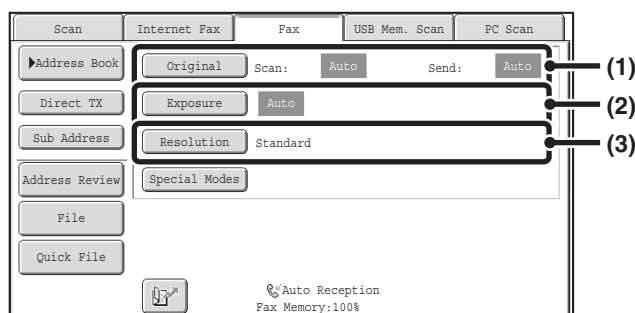 Scan Internet Fax Fax USB Mem. Scan PC Scan
Address Book Original Scan: Auto Send: Auto (1)
Direct TX Exposure Auto (2)
Sub Address Resolution Standard (3)
Address Review Special Modes
File
Quick File
Auto Reception
Fax Memory:100%